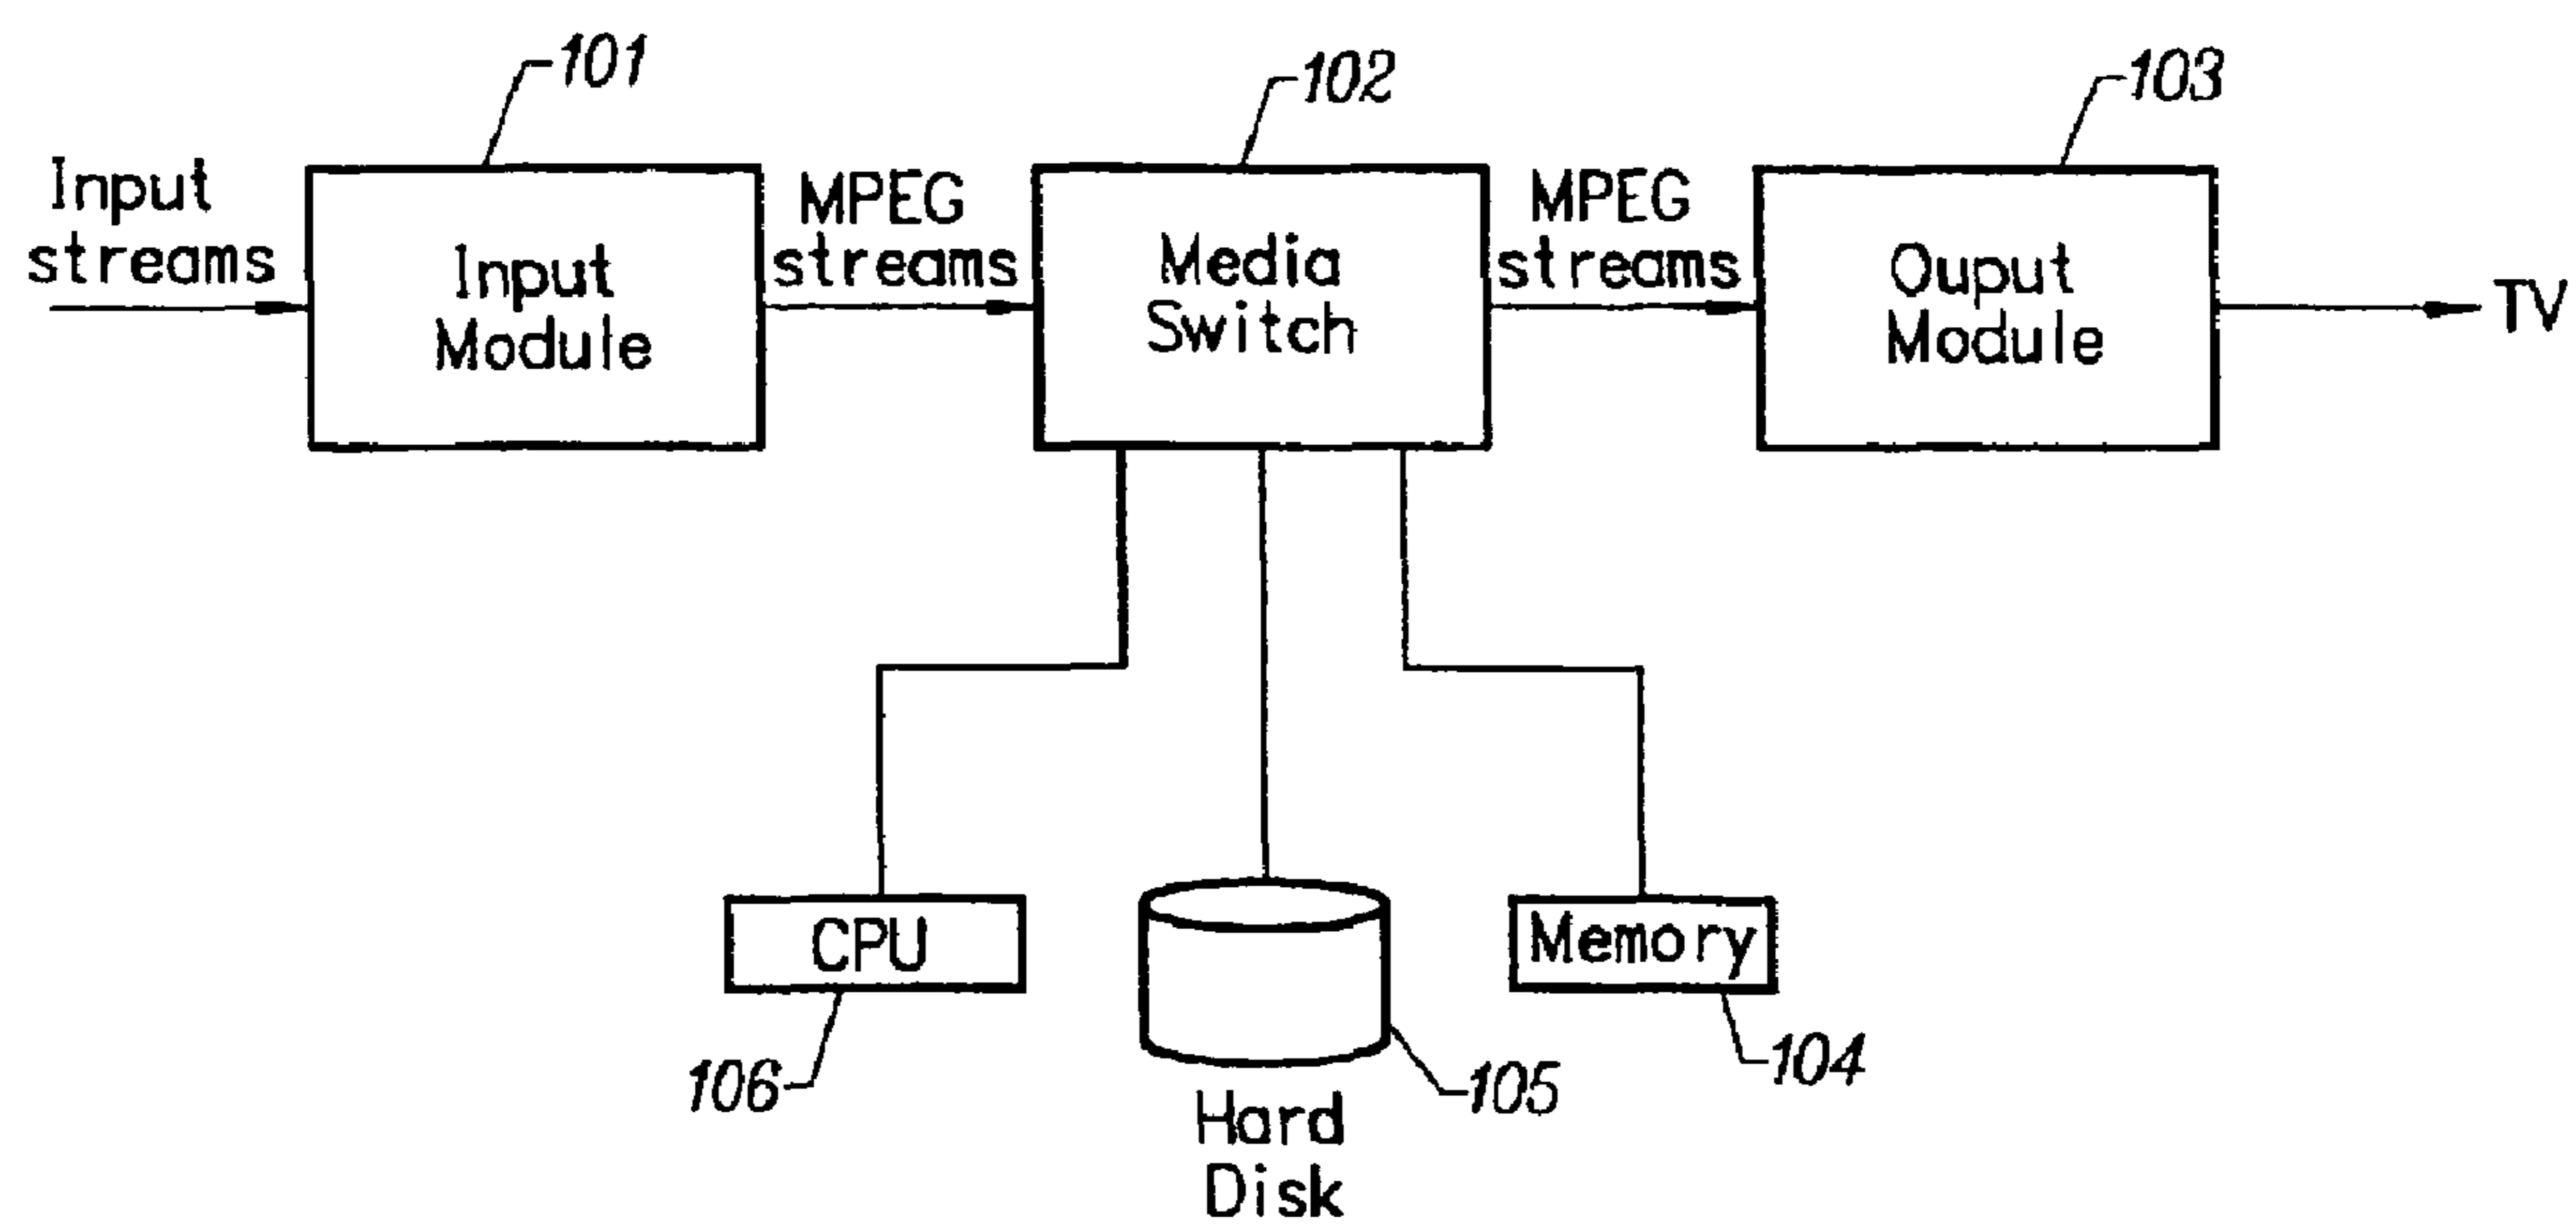 101
102
103
Input
streams
Input
Module
MPEG
streams
Media
Switch
MPEG
streams
Ouput
Module
TV
CPU
Memory
106
105
104
Hard
Disk